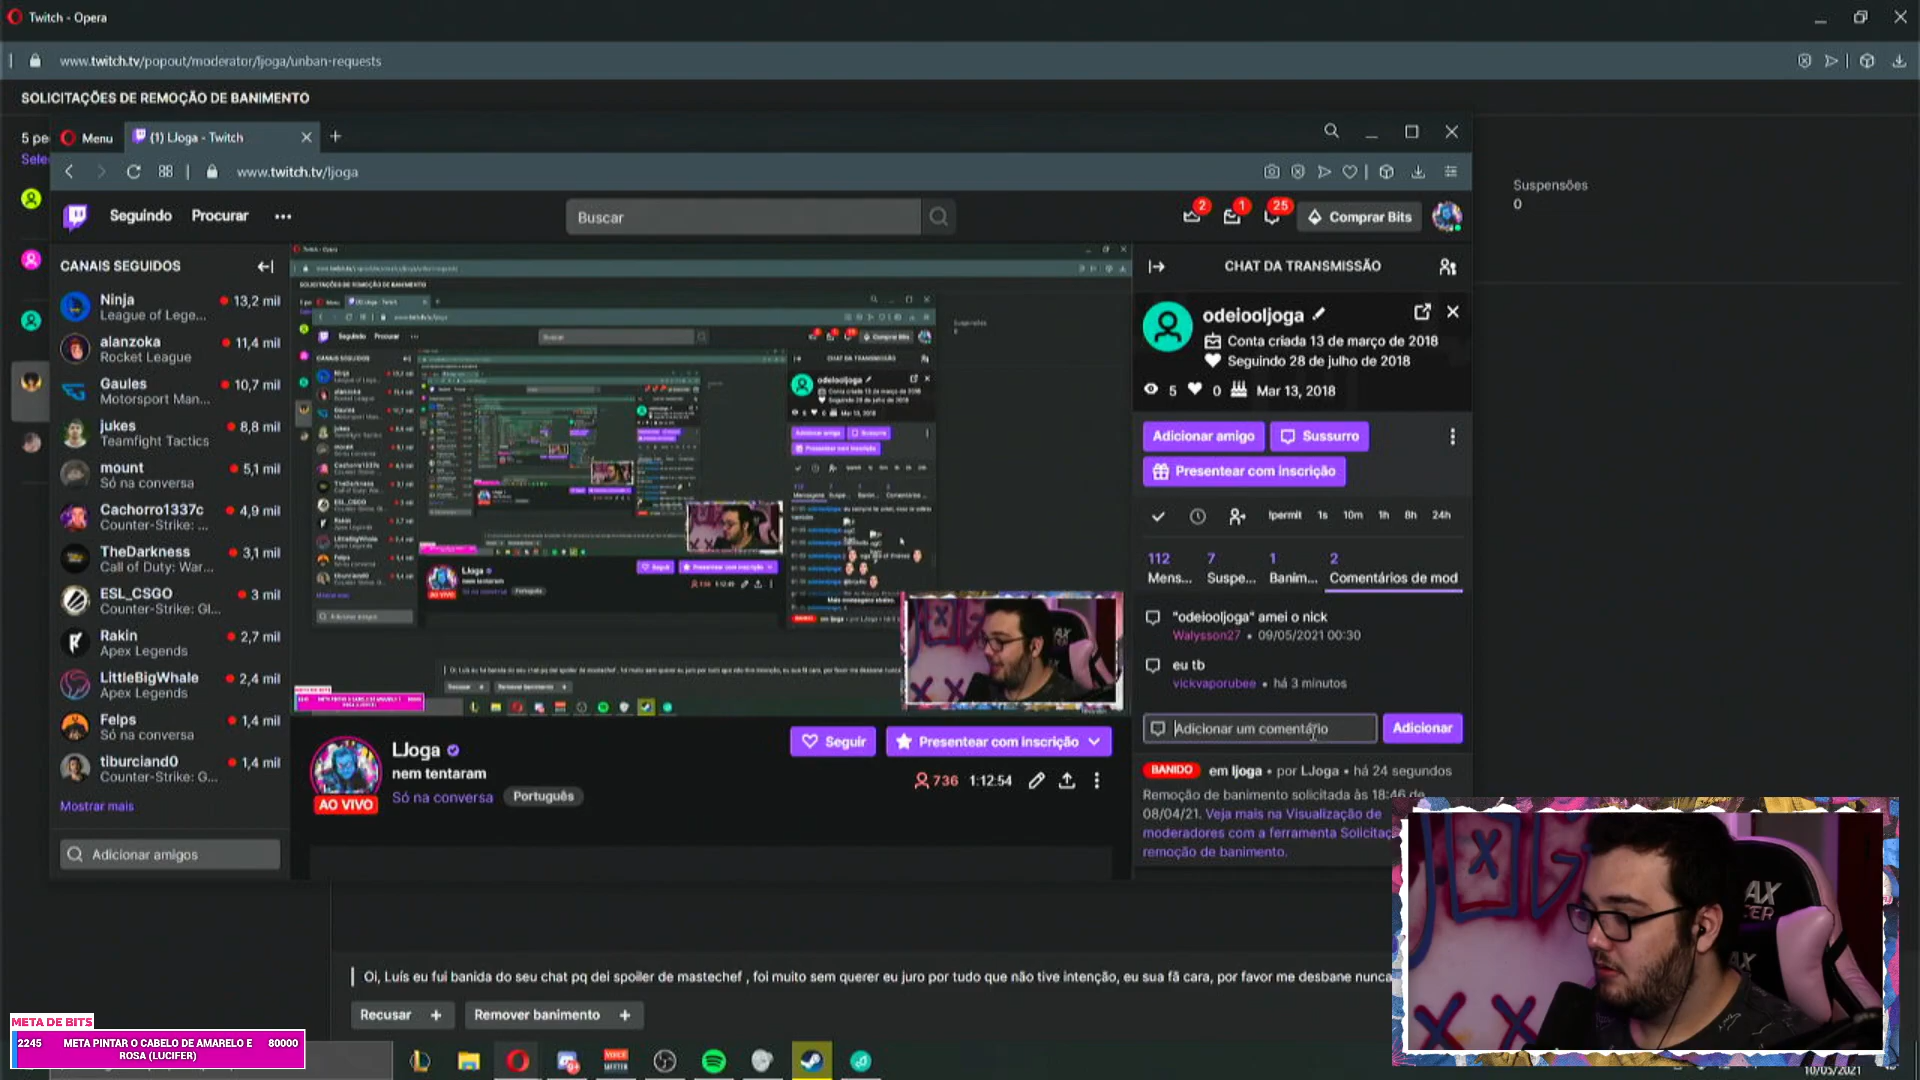 Twitch - Opera
www.twitch.tv/popout/moderator/ljoga/unban-requests
SOLICITAÇÕES DE REMOÇÃO DE BANIMENTO
5 pe
Sele
Suspensões
0
Menu
(1) LJoga - Twitch
www.twitch.tv/ljoga
Seguindo
Procurar
Buscar
2
1
25
Comprar Bits
CANAIS SEGUIDOS
Ninja
13,2 mil
League of Lege...
alanzoka
11,4 mil
Rocket League
Gaules
10,7 mil
Motorsport Man...
jukes
8,8 mil
Teamfight Tactics
mount
5,1 mil
Só na conversa
Cachorro1337c
4,9 mil
Counter-Strike: ...
TheDarkness
3,1 mil
Call of Duty: War...
ESL_CSGO
3 mil
Counter-Strike: Gl...
Rakin
2,7 mil
Apex Legends
LittleBigWhale
2,4 mil
Apex Legends
Felps
1,4 mil
Só na conversa
tiburciand0
1,4 mil
Counter-Strike: G...
Mostrar mais
Adicionar amigos
LJoga
nem tentaram
Só na conversa
Português
AO VIVO
Seguir
Presentear com inscrição
736
1:12:54
CHAT DA TRANSMISSÃO
odeiooljoga
Conta criada 13 de março de 2018
Seguindo 28 de julho de 2018
5
0
Mar 13, 2018
Adicionar amigo
Sussurro
Presentear com inscrição
!permit 1s 10m 1h 8h 24h
112
7
1
2
Mens...
Suspe...
Banim...
Comentários de mod
"odeiooljoga" amei o nick
Walysson27 • 09/05/2021 00:30
eu tb
vickvaporubee • há 3 minutos
Adicionar um comentário
Adicionar
BANIDO em ljoga • por LJoga • há 24 segundos
Remoção de banimento solicitada às 18:46 de
08/04/21. Veja mais na Visualização de
moderadores com a ferramenta Solicitaç
remoção de banimento.
Oi, Luís eu fui banida do seu chat pq dei spoiler de mastechef , foi muito sem querer eu juro por tudo que não tive intenção, eu sua fã cara, por favor me desbane nunca
Recusar +
Remover banimento +
META DE BITS
2245
META PINTAR O CABELO DE AMARELO E
80000
ROSA (LUCIFER)
10/05/2021